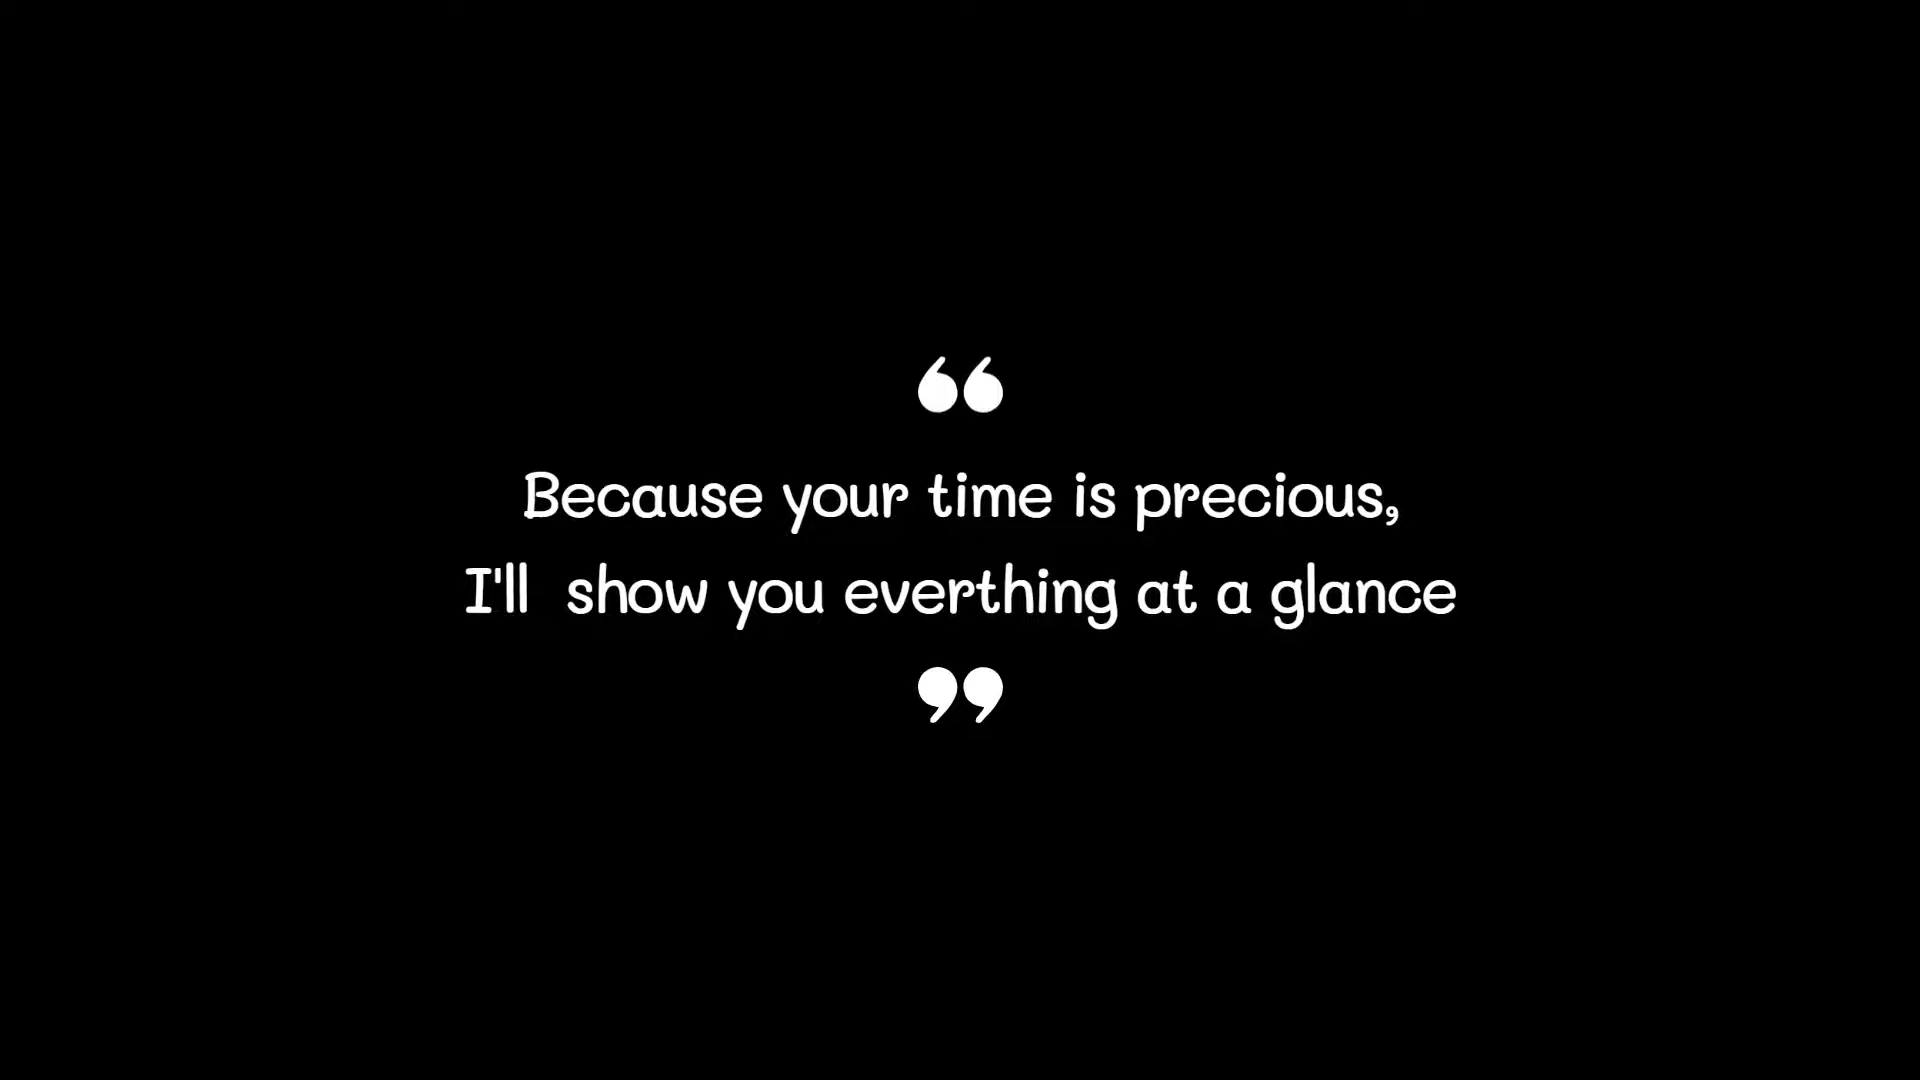 “
Because your time is precious,
I'll  show you everthing at a glance
”